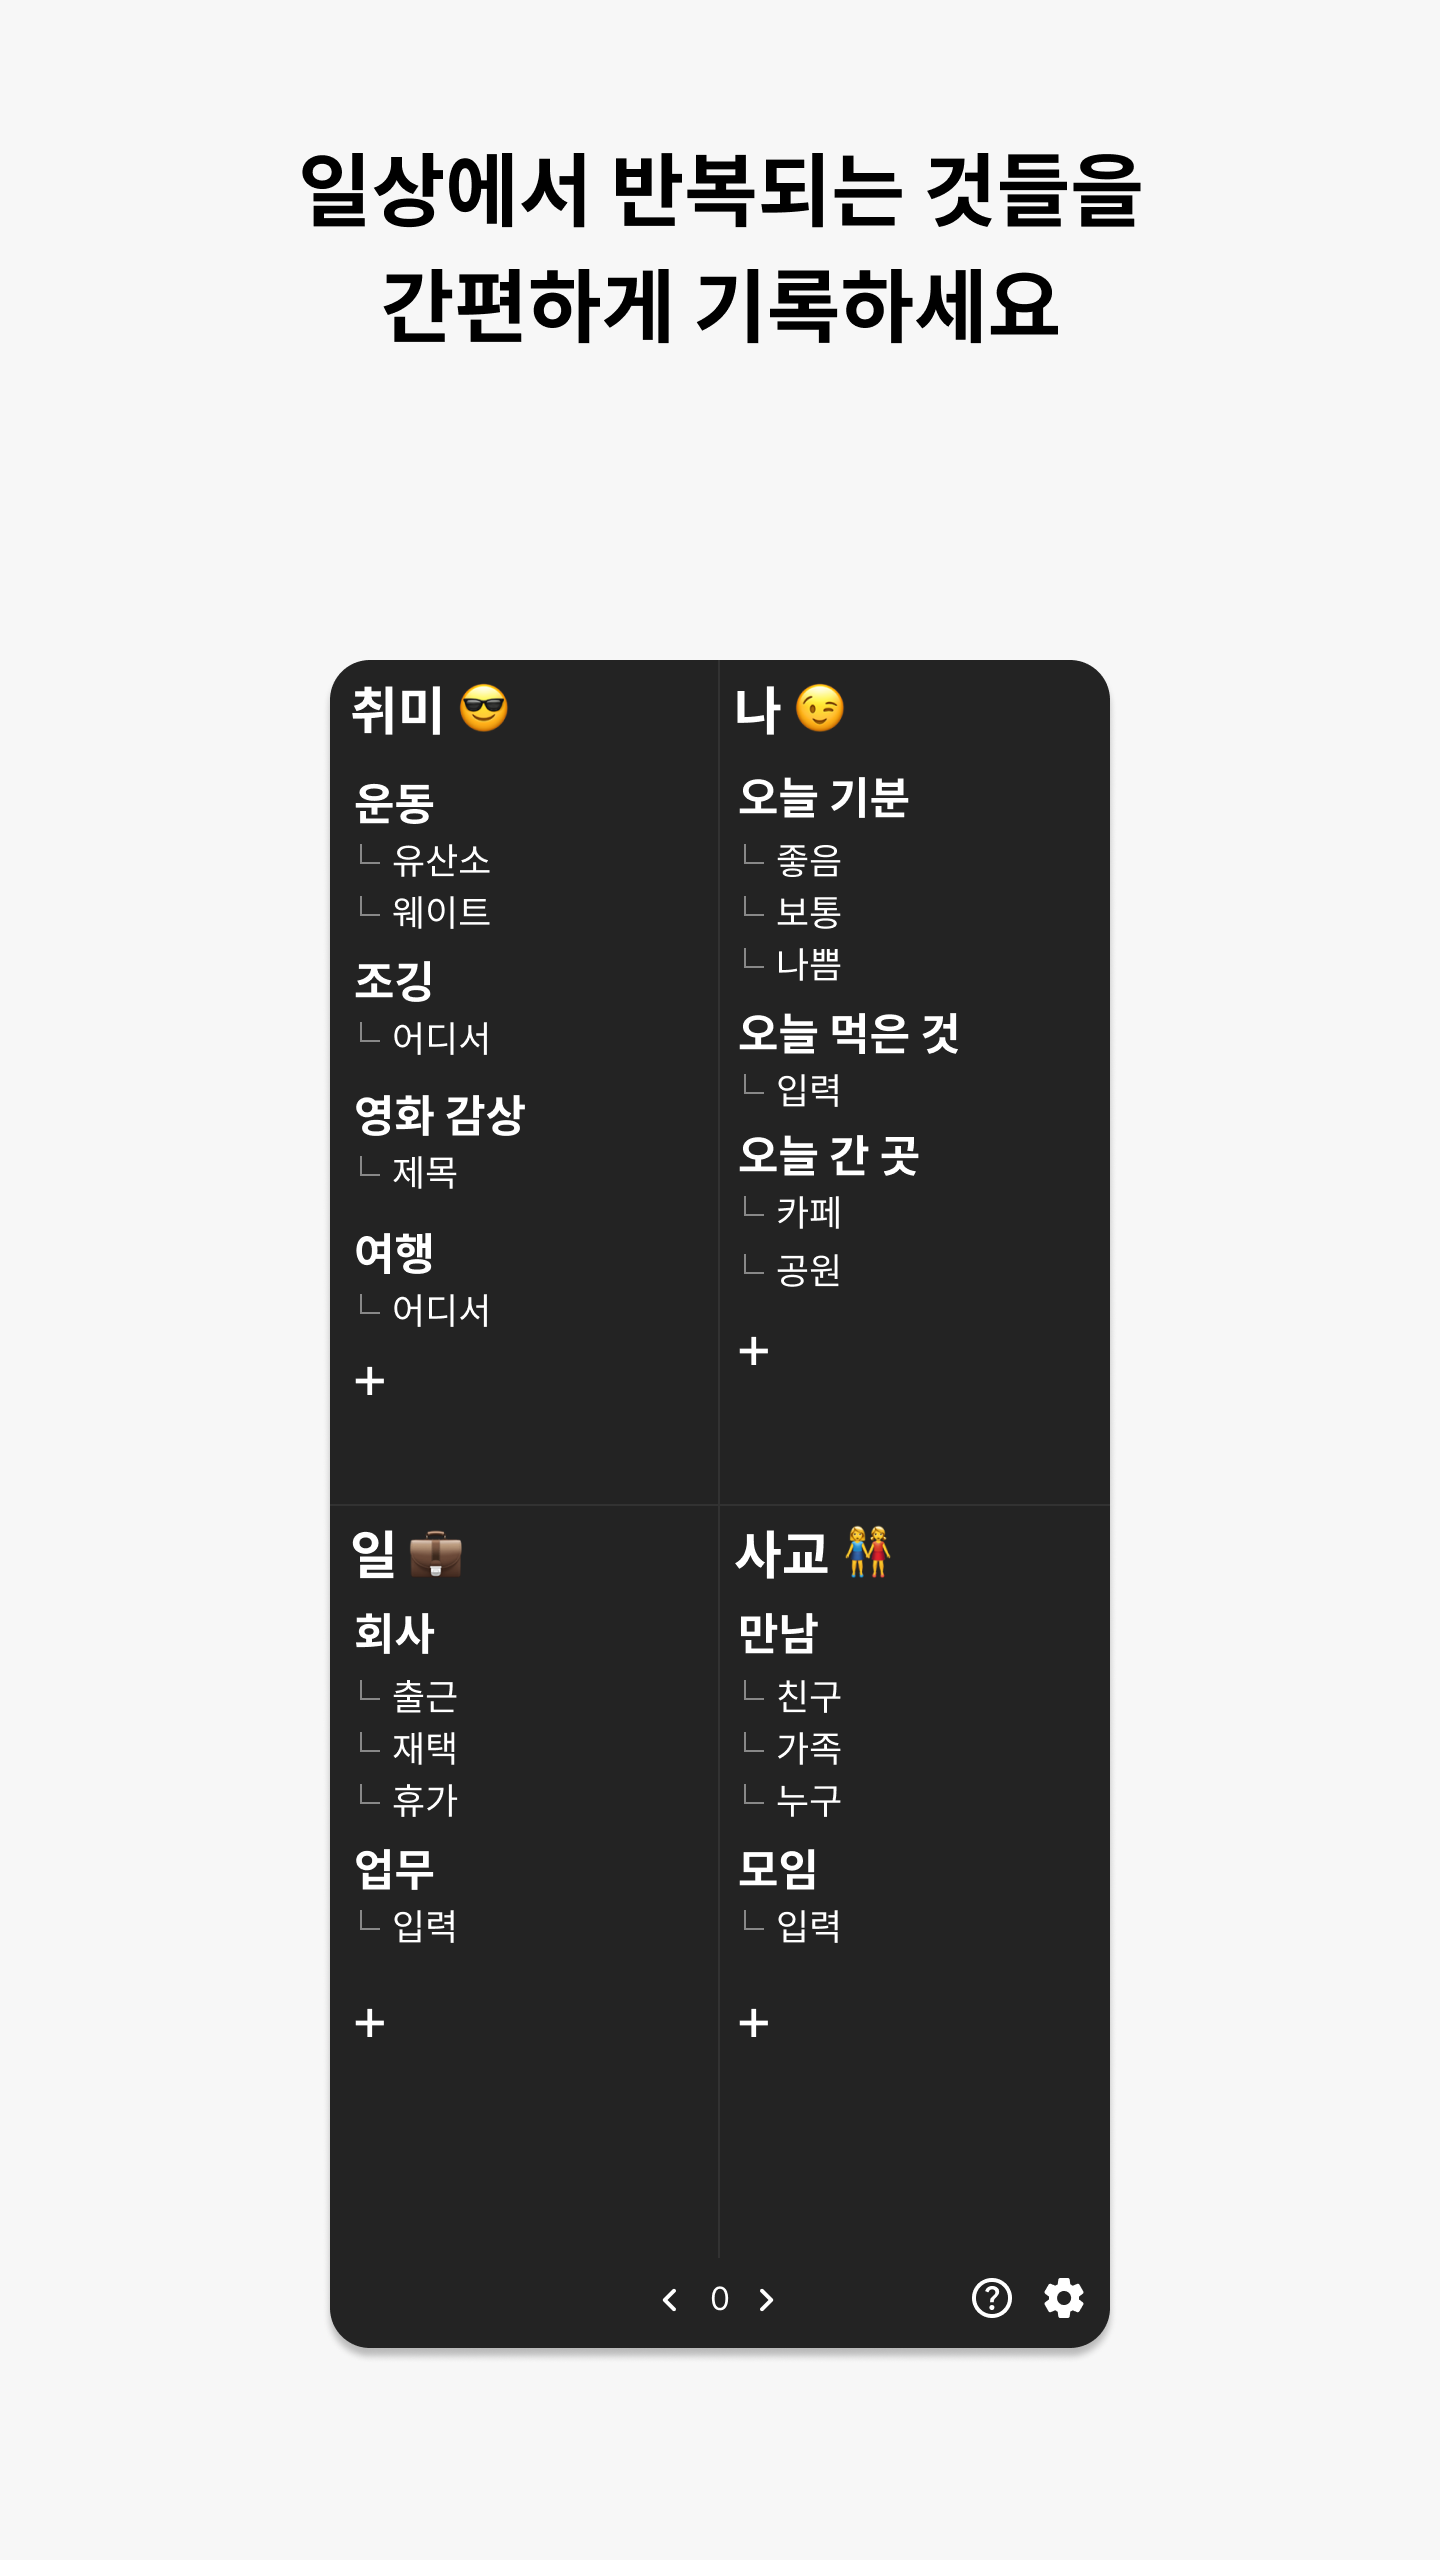 일상에서 반복되는 것들을
간편하게 기록하세요
취미 😎
운동
유산소
웨이트
조깅
어디서
영화 감상
제목
여행
어디서
+
나 😉
오늘 기분
좋음
보통
나쁨
오늘 먹은 것
입력
오늘 간 곳
카페
공원
+
일 💼
회사
출근
재택
휴가
업무
입력
+
사교 👭
만남
친구
가족
누구
모임
입력
+
0